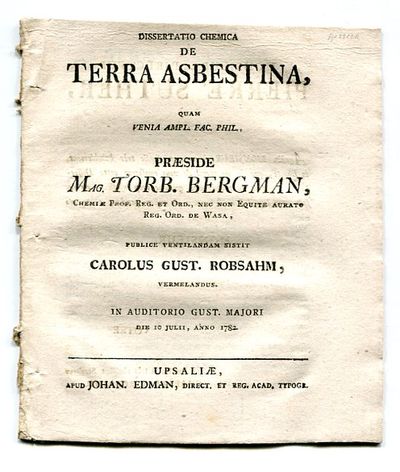 DISSERTATIO CHEMICA
DE
TERRA ASBESTINA,
QUAM
VENIA AMPL. FAC. PHIL.,
PRÆSIDE
MAG. TORB. BERGMAN,
CHEMIÆ PROF. REG. ET ORD., NEC NON EQUITE AURATO
REG. ORD. DE WASA,
PUBLICE VENTILANDAM SISTIT
CAROLUS GUST. ROBSAHM,
VERMELANDUS.
IN AUDITORIO GUST. MAJORI
DIE 10 JULII, ANNO 1782.
UPSALIÆ,
APUD JOHAN. EDMAN, DIRECT. ET REG. ACAD. TYPOGR.